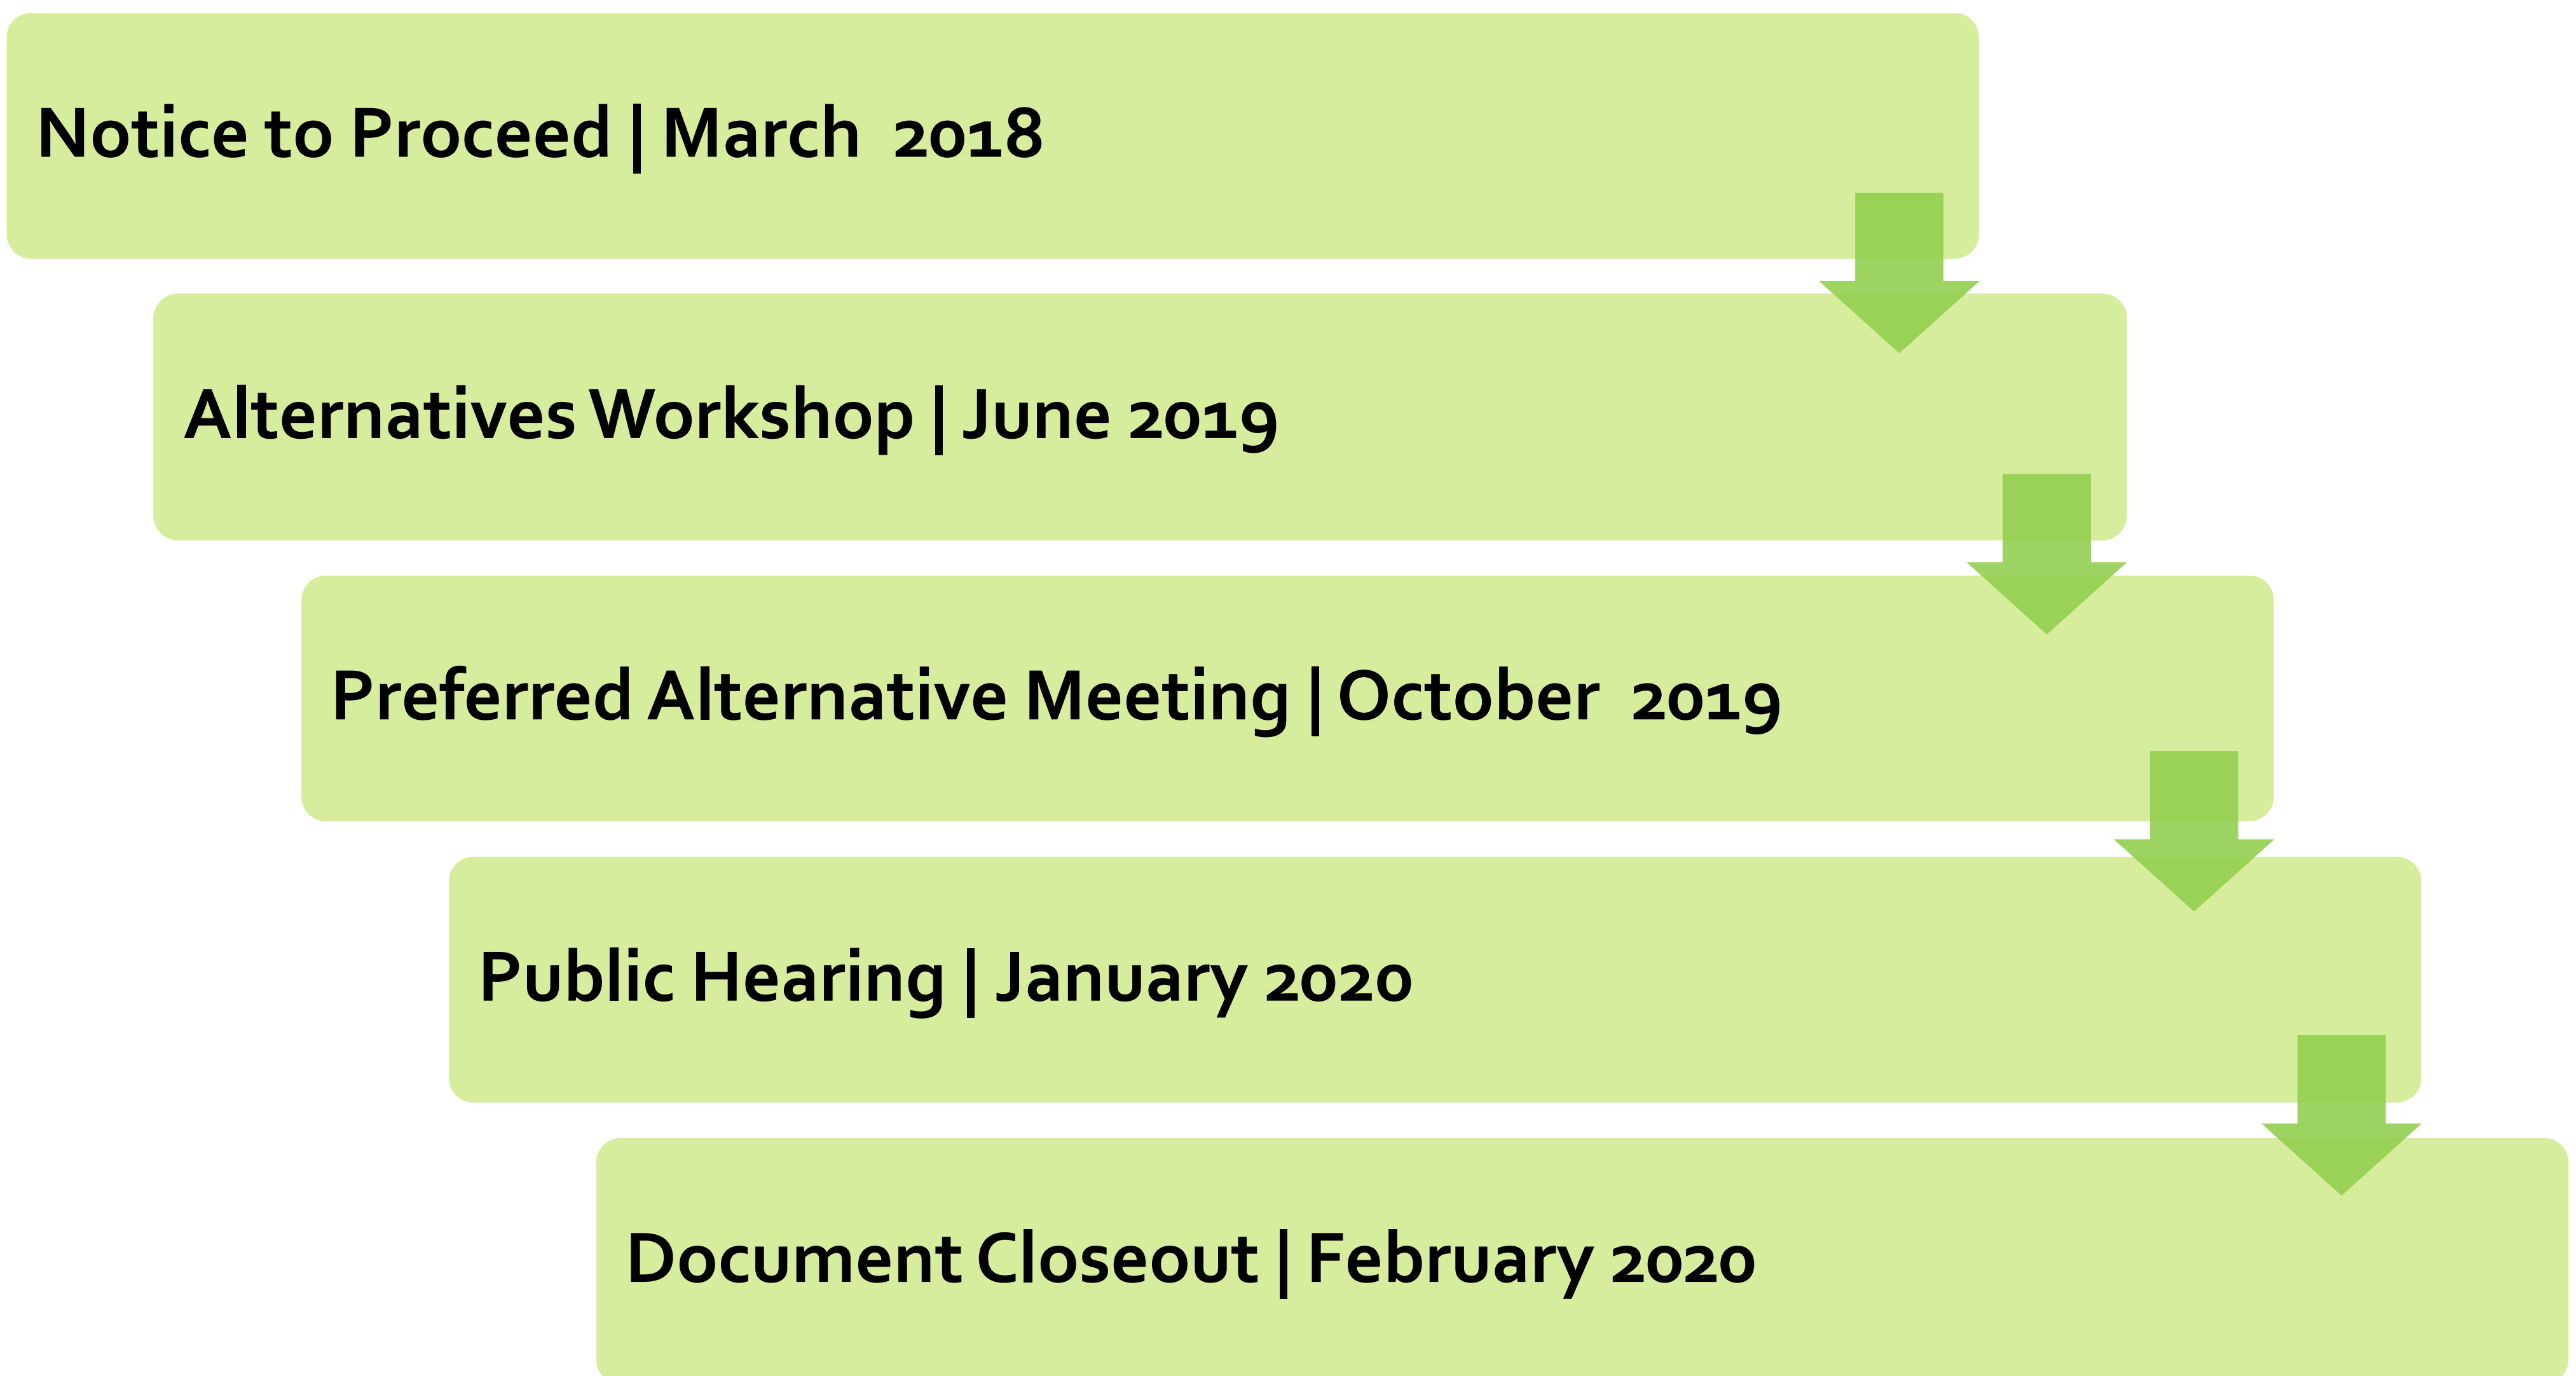 Notice to Proceed | March 2018
Alternatives Workshop | June 2019
Preferred Alternative Meeting | October 2019
Public Hearing | January 2020
Document Closeout | February 2020